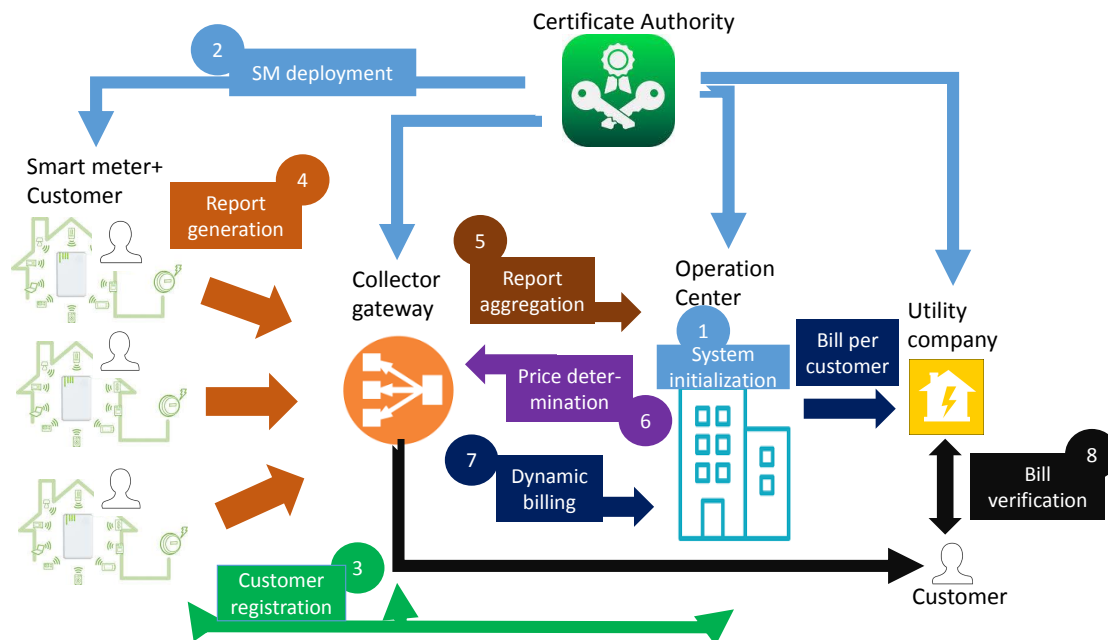 Certificate Authority
2
SM deployment
Smart meter+
Customer
4
Report
generation
5
Report
aggregation
Collector
gateway
Operation
Center
1
System
initialization
Bill per
customer
Utility
company
Price deter-
mination
6
7
Dynamic
billing
8
Bill
verification
3
Customer
registration
Customer